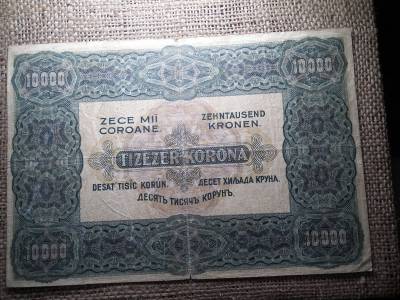 10000 10000
ZECE MII
COROANE.
ZEHNTAUSEND
KRONEN.
TIZEZER KORONA
DESAT TISÍC KORUN. ДЕСЕТ ХИЉАДА КРУНА.
ДЕСЯТЬ ТИСЯЧЪ КОРУНЪ.
10000 10000